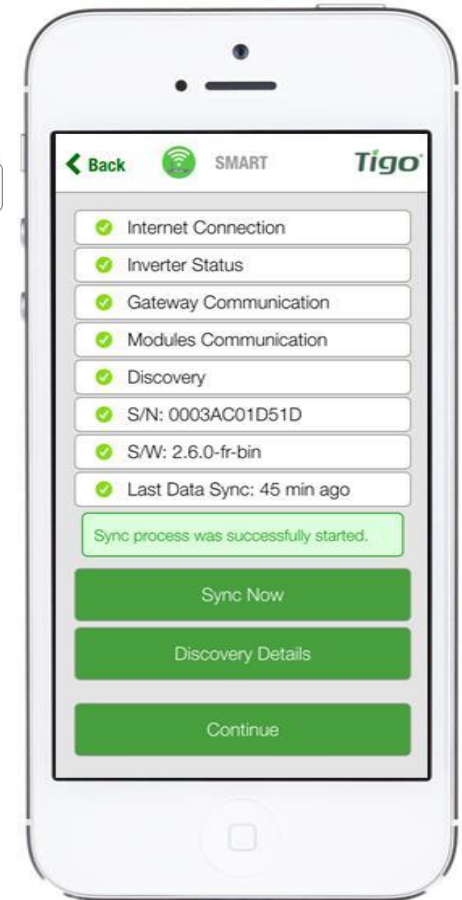 Back
SMART
Tigo
Internet Connection
Inverter Status
Gateway Communication
Modules Communication
Discovery
S/N: 0003AC01D51D
S/W: 2.6.0-fr-bin
Last Data Sync: 45 min ago
Sync process was successfully started.
Sync Now
Discovery Details
Continue